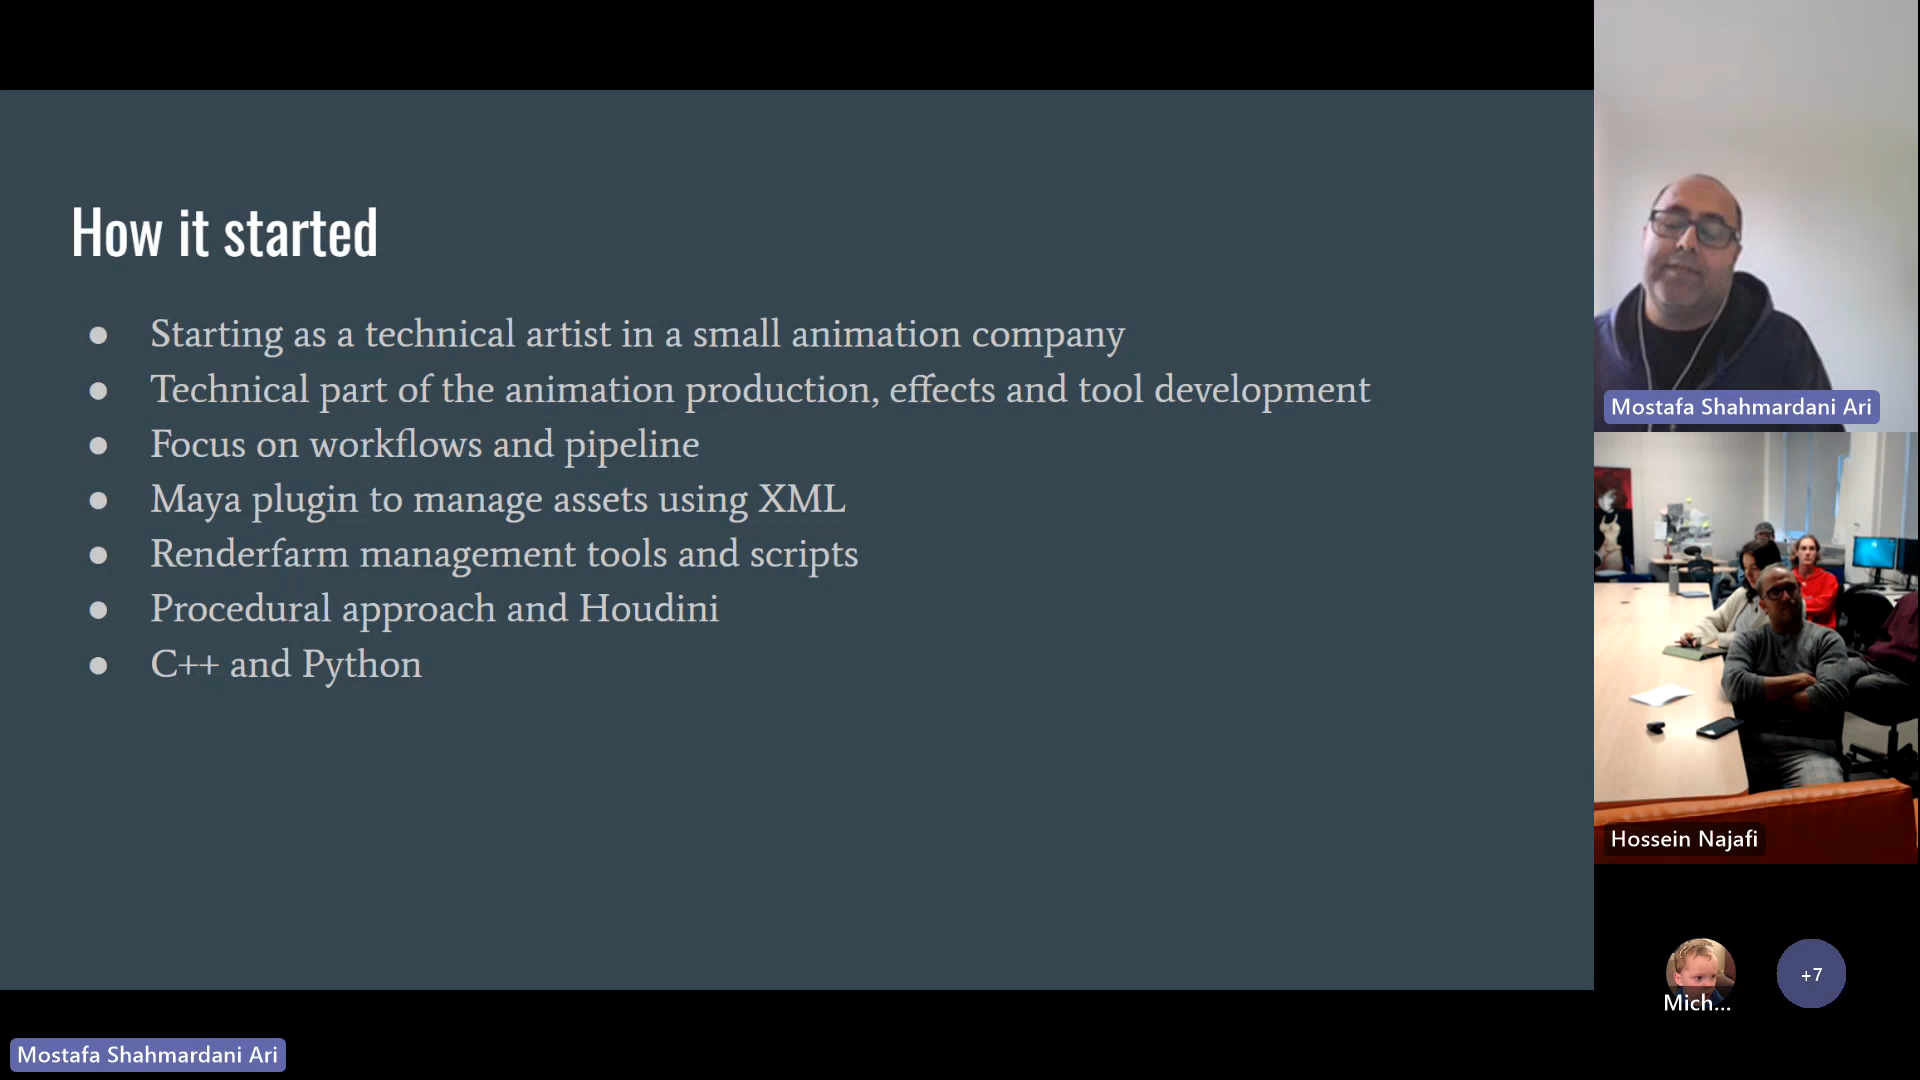 How it started
● Starting as a technical artist in a small animation company
● Technical part of the animation production, effects and tool development
● Focus on workflows and pipeline
● Maya plugin to manage assets using XML
● Renderfarm management tools and scripts
● Procedural approach and Houdini
● C++ and Python
Mostafa Shahmardani Ari
Hossein Najafi
Mich...
+7
Mostafa Shahmardani Ari